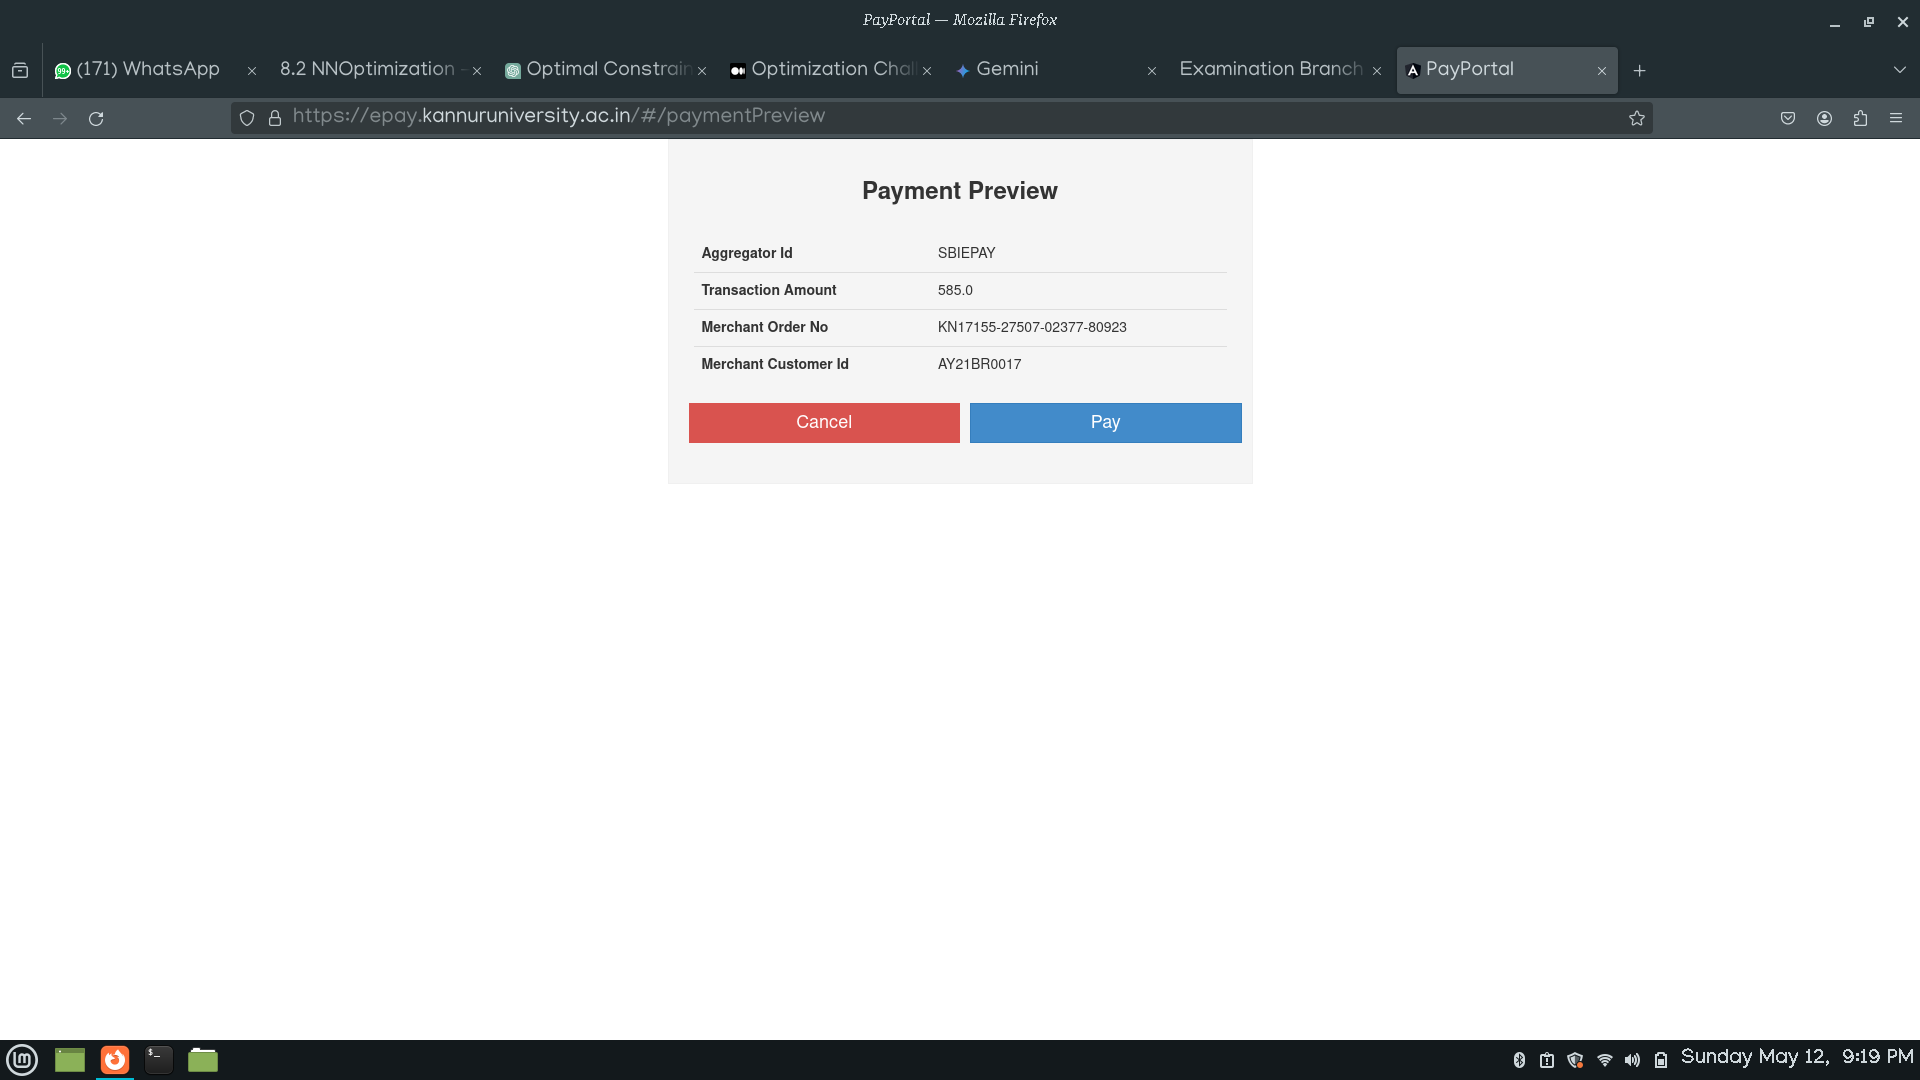 PayPortal — Mozilla Firefox
(171) WhatsApp
8.2 NNOptimization -
Optimal Constrain
Optimization Chal
Gemini
Examination Branch
PayPortal
https://epay.kannuruniversity.ac.in/#/paymentPreview
Payment Preview
Aggregator Id SBIEPAY
Transaction Amount 585.0
Merchant Order No KN17155-27507-02377-80923
Merchant Customer Id AY21BR0017
Cancel Pay
Sunday May 12, 9:19 PM